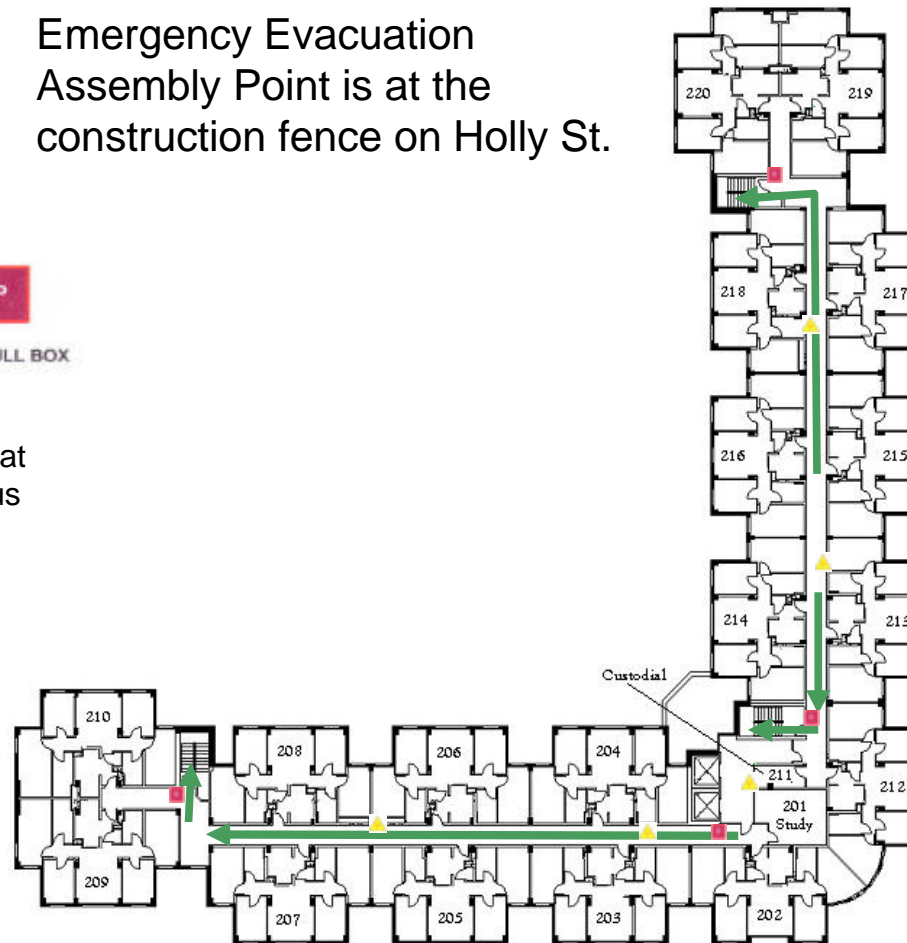 Emergency Evacuation
Assembly Point is at the
construction fence on Holly St.
P
ULL BOX
at
us
220
219
218
217
216
215
214
213
Custodial
210
208
206
204
211
212
201
Study
209
207
205
203
202